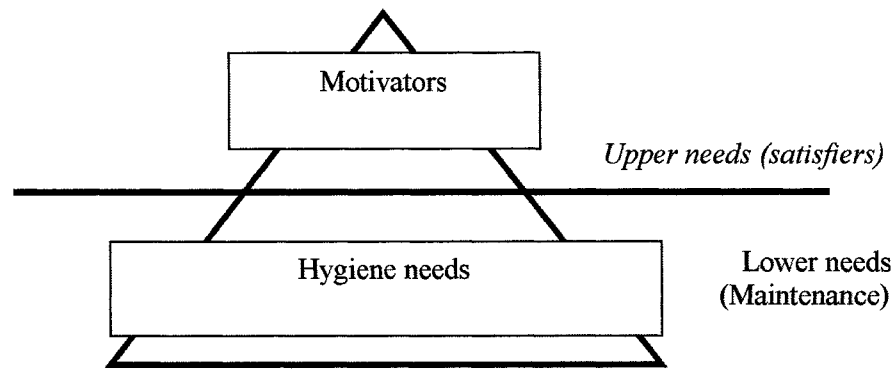 Motivators
Upper needs (satisfiers)
Hygiene needs
Lower needs
(Maintenance)